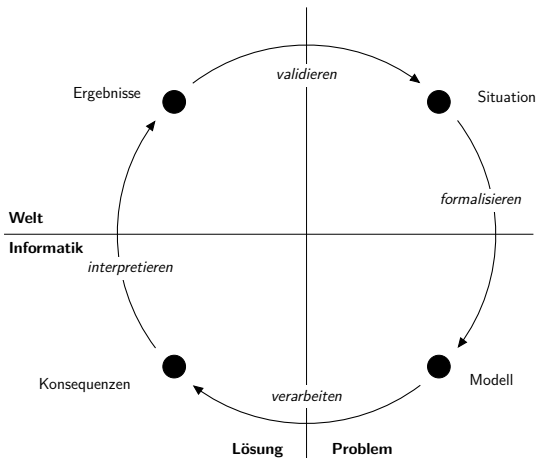 validieren
Ergebnisse
Situation
formalisieren
Welt
Informatik
interpretieren
Konsequenzen
Modell
verarbeiten
Lösung
Problem